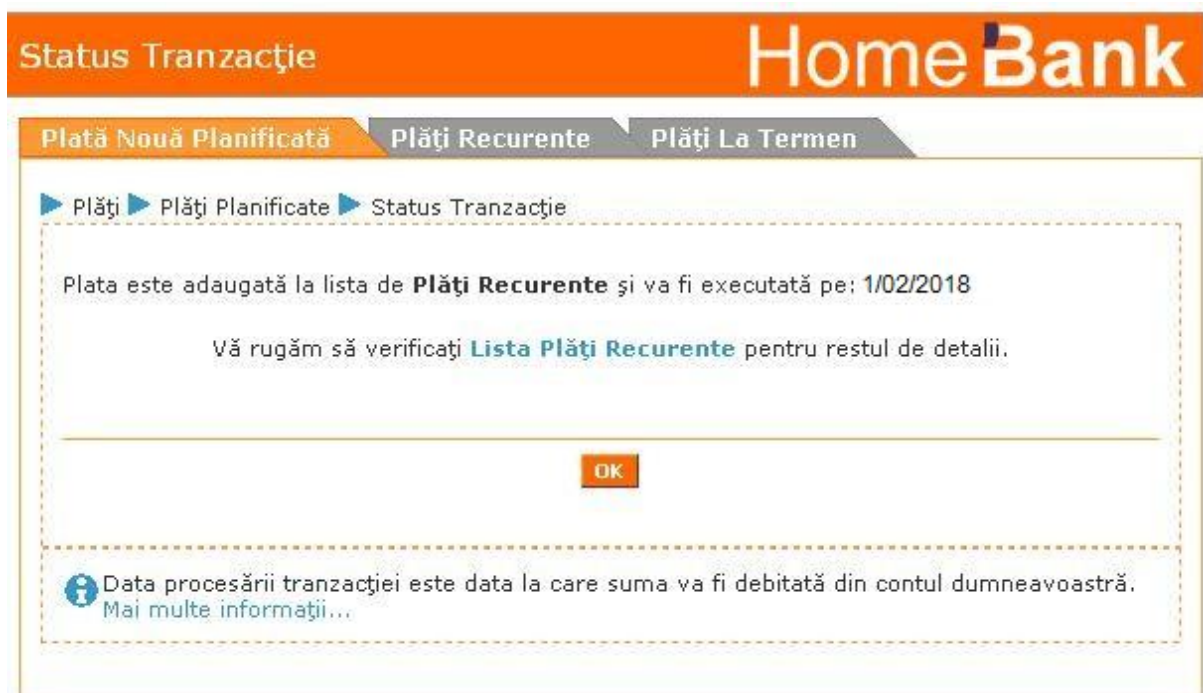 Status Tranzacţie
Home'Bank
Plată Nouă Planificată Plăţi Recurente Plăţi La Termen
Plăţi Plăţi Planificate Status Tranzacţie
Plata este adaugată la lista de Plăţi Recurente şi va fi executată pe: 1/02/2018
Vă rugăm să verificaţi Lista Plăţi Recurente pentru restul de detalii.
OK
Data procesării tranzacţiei este data la care suma va fi debitată din contul dumneavoastră.
Mai multe informaţii...